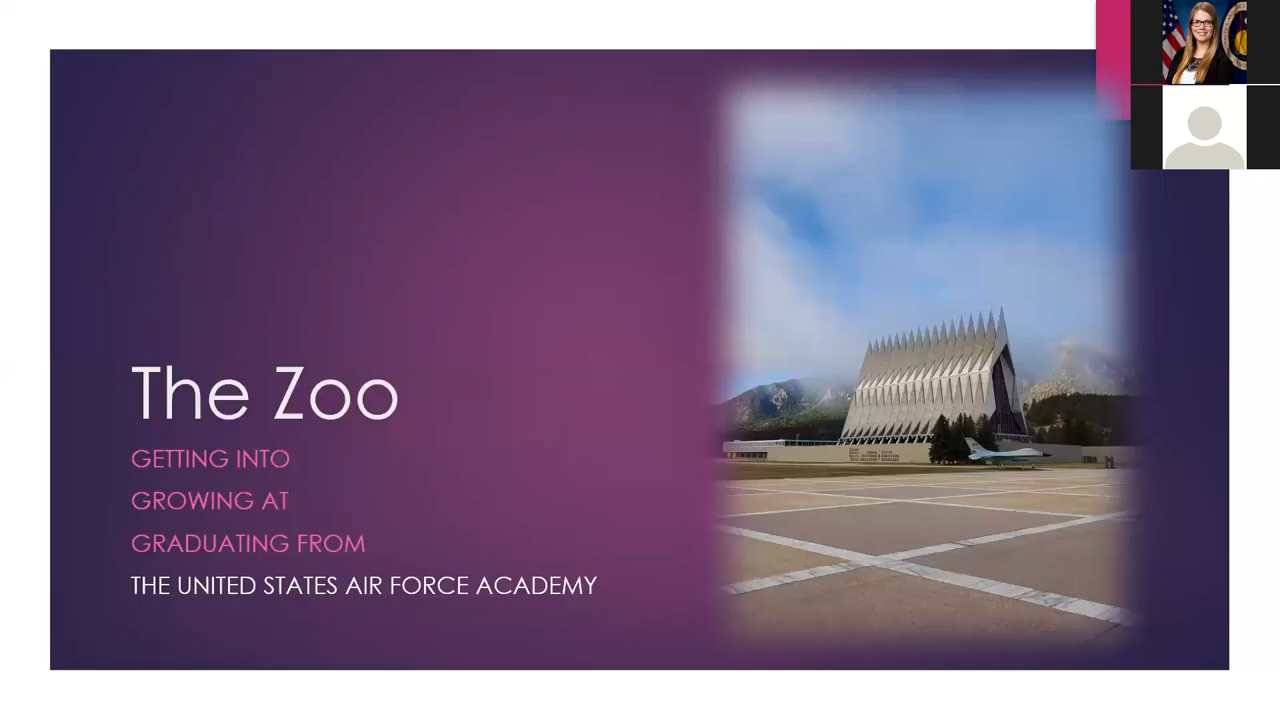 The Zoo
GETTING INTO
GROWING AT
GRADUATING FROM
THE UNITED STATES AIR FORCE ACADEMY